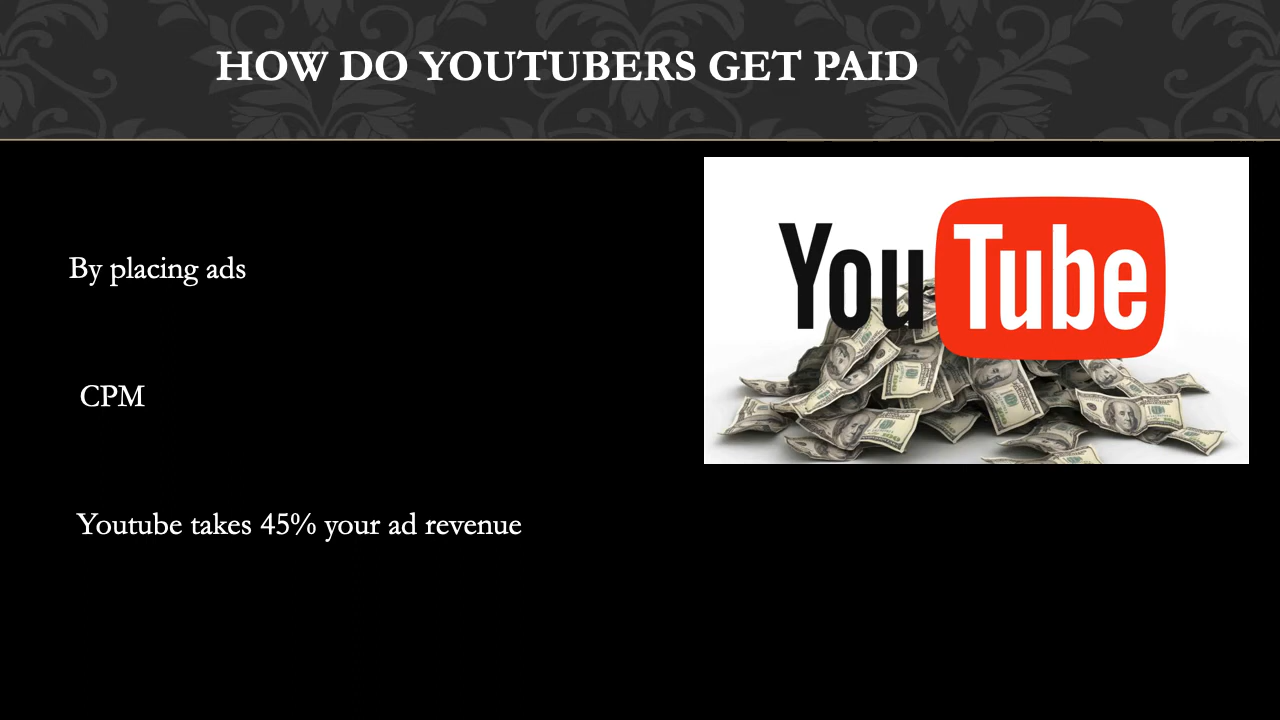 HOW DO YOUTUBERS GET PAID
By placing ads
CPM
Youtube takes 45% your ad revenue
YouTube